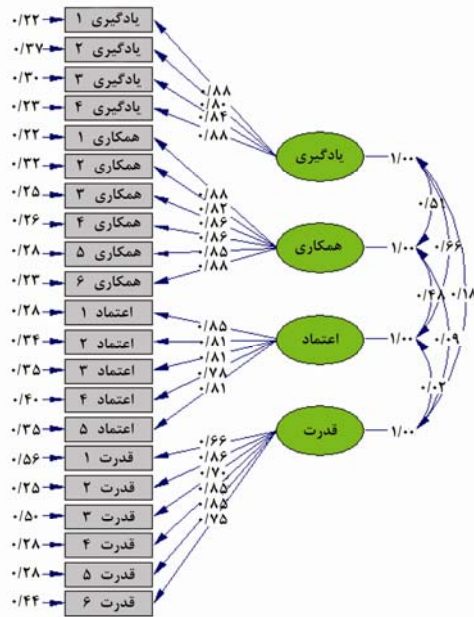 ۰/۲۲ یادگیری ۱
۰/۳۷ یادگیری ۲
۰/۳۰ یادگیری ۳
۰/۲۳ یادگیری ۴
۰/۲۲ همکاری ۱
۰/۳۲ همکاری ۲
۰/۲۵ همکاری ۳
۰/۲۶ همکاری ۴
۰/۲۸ همکاری ۵
۰/۲۳ همکاری ۶
۰/۲۸ اعتماد ۱
۰/۳۴ اعتماد ۲
۰/۳۵ اعتماد ۳
۰/۴۰ اعتماد ۴
۰/۳۵ اعتماد ۵
۰/۵۶ قدرت ۱
۰/۲۵ قدرت ۲
۰/۵۰ قدرت ۳
۰/۲۸ قدرت ۴
۰/۲۸ قدرت ۵
۰/۴۴ قدرت ۶
۰/۸۸
۰/۸۰
۰/۸۴
۰/۸۸
۰/۸۸
۰/۸۲
۰/۸۶
۰/۸۶
۰/۸۵
۰/۸۸
۰/۸۵
۰/۸۱
۰/۸۱
۰/۷۸
۰/۸۱
۰/۶۶
۰/۸۶
۰/۷۰
۰/۸۵
۰/۸۵
۰/۷۵
یادگیری ۱/۰۰
همکاری ۱/۰۰
اعتماد ۱/۰۰
قدرت ۱/۰۰
۰/۵۱
۰/۶۶
۰/۴۸
۰/۱۸
۰/۰۹
۰/۰۲